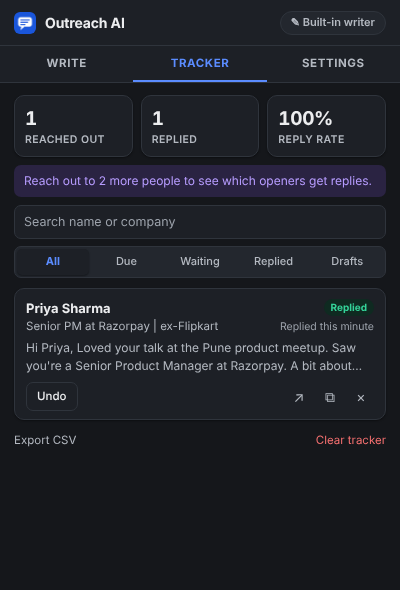 Outreach AI
✎ Built-in writer
WRITE
TRACKER
SETTINGS
1
REACHED OUT
1
REPLIED
100%
REPLY RATE
Reach out to 2 more people to see which openers get replies.
Search name or company
All
Due
Waiting
Replied
Drafts
Priya Sharma
Replied
Senior PM at Razorpay | ex-Flipkart
Replied this minute
Hi Priya, Loved your talk at the Pune product meetup. Saw
you're a Senior Product Manager at Razorpay. A bit about...
Undo
Export CSV
Clear tracker